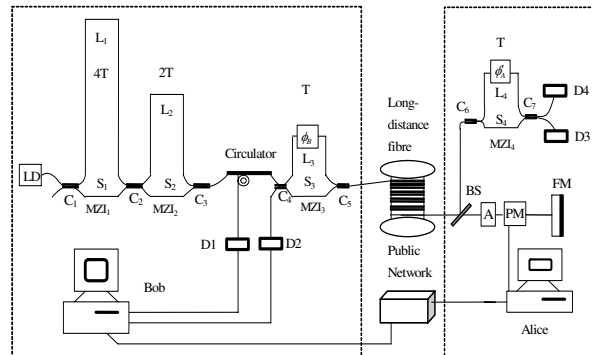 L1
4T
S1
MZI1
LD
C1
C2
2T
L2
S2
MZI2
C3
Circulator
T
ϕB
L3
S3
MZI3
C4
C5
D1
D2
Bob
Long-
distance
fibre
Public
Network
T
ϕ'A
L4
S4
MZI4
C6
C7
D4
D3
BS
A
PM
FM
Alice